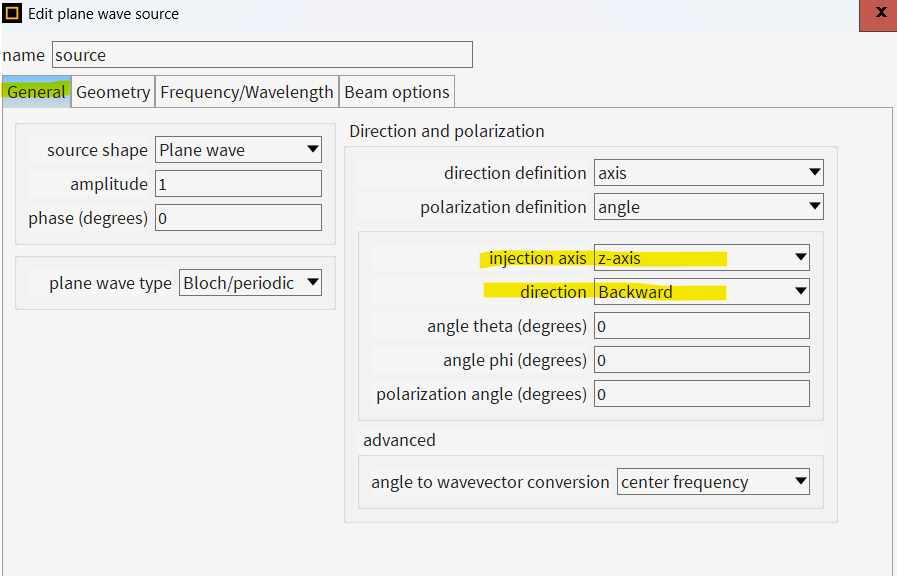 Edit plane wave source
x
name source
General Geometry Frequency/Wavelength Beam options
source shape Plane wave
amplitude 1
phase (degrees) 0
plane wave type Bloch/periodic
Direction and polarization
direction definition axis
polarization definition angle
injection axis z-axis
direction Backward
angle theta (degrees) 0
angle phi (degrees) 0
polarization angle (degrees) 0
advanced
angle to wavevector conversion center frequency